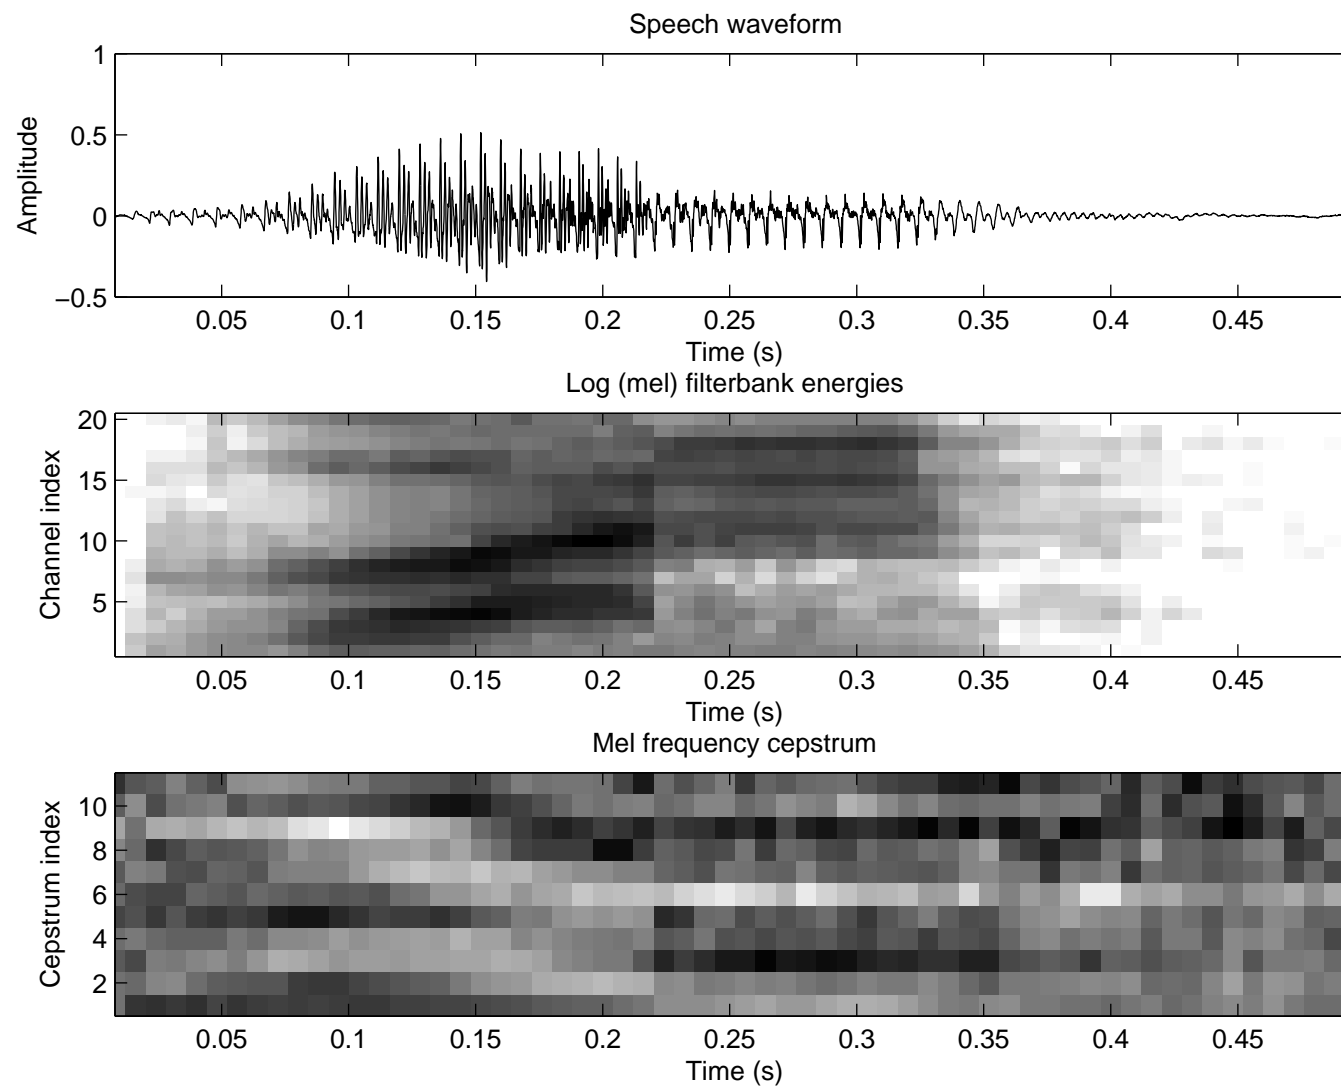 Speech waveform
1
0.5
0
−0.5
Amplitude
0.05 0.1 0.15 0.2 0.25 0.3 0.35 0.4 0.45
Time (s)
Log (mel) filterbank energies
20
15
10
5
Channel index
0.05 0.1 0.15 0.2 0.25 0.3 0.35 0.4 0.45
Time (s)
Mel frequency cepstrum
10
8
6
4
2
Cepstrum index
0.05 0.1 0.15 0.2 0.25 0.3 0.35 0.4 0.45
Time (s)